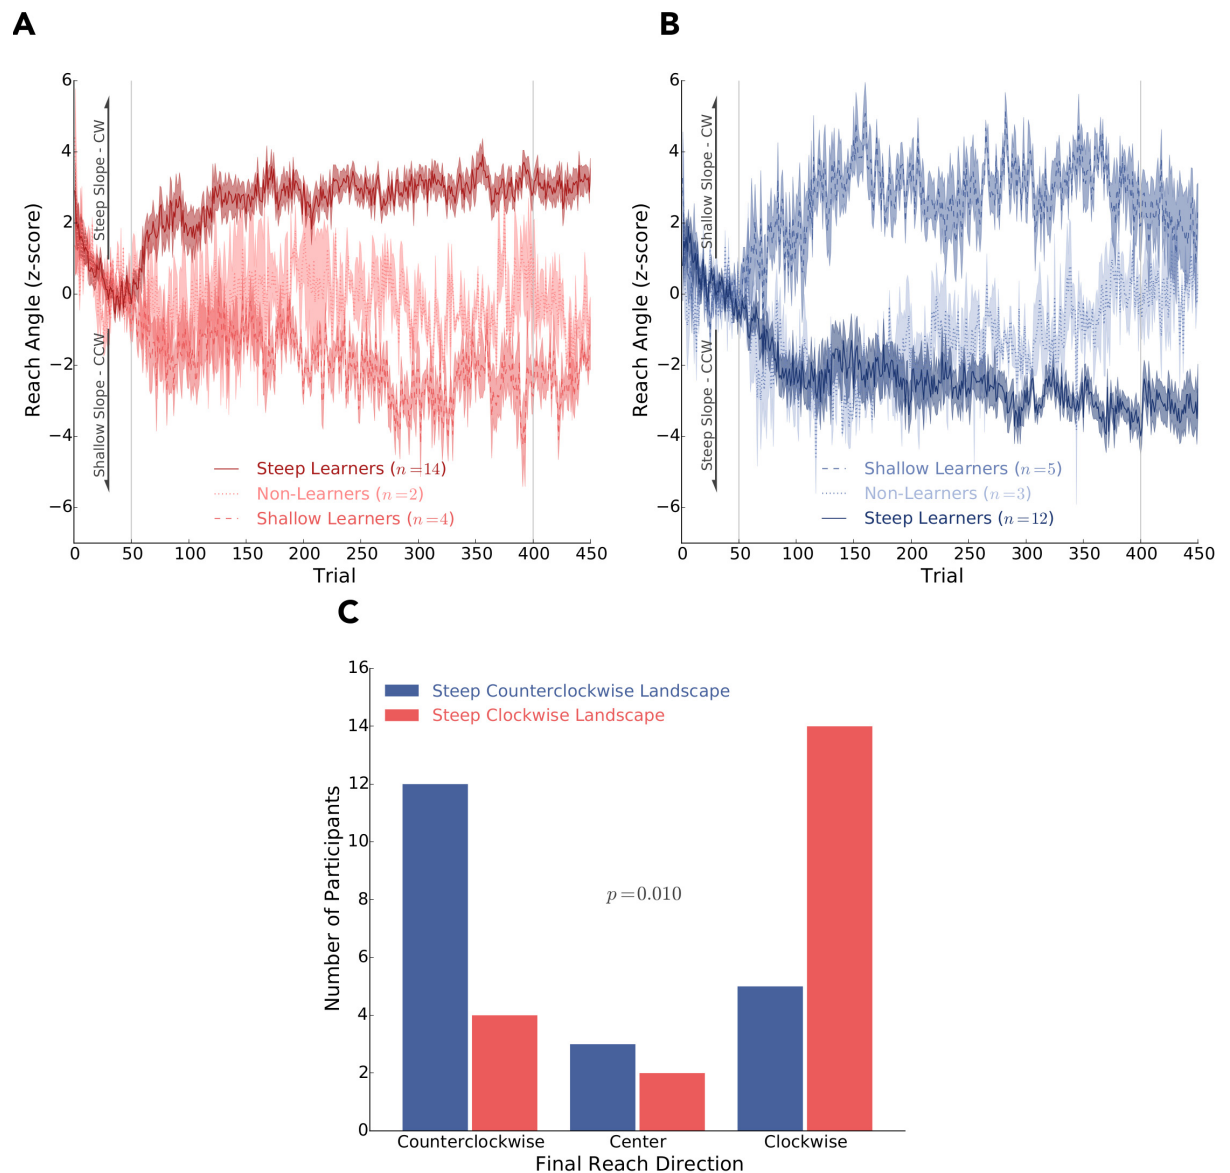 A
B
6
4
2
0
−2
−4
−6
Reach Angle (z-score)
Steep Slope - CW
Shallow Slope - CCW
Steep Learners (n=14)
Non-Learners (n=2)
Shallow Learners (n=4)
0 50 100 150 200 250 300 350 400 450
Trial
6
4
2
0
−2
−4
−6
Reach Angle (z-score)
Shallow Slope - CW
Steep Slope - CCW
Shallow Learners (n=5)
Non-Learners (n=3)
Steep Learners (n=12)
0 50 100 150 200 250 300 350 400 450
Trial
C
16
14
12
10
8
6
4
2
0
Number of Participants
Steep Counterclockwise Landscape
Steep Clockwise Landscape
p=0.010
Counterclockwise Center Clockwise
Final Reach Direction